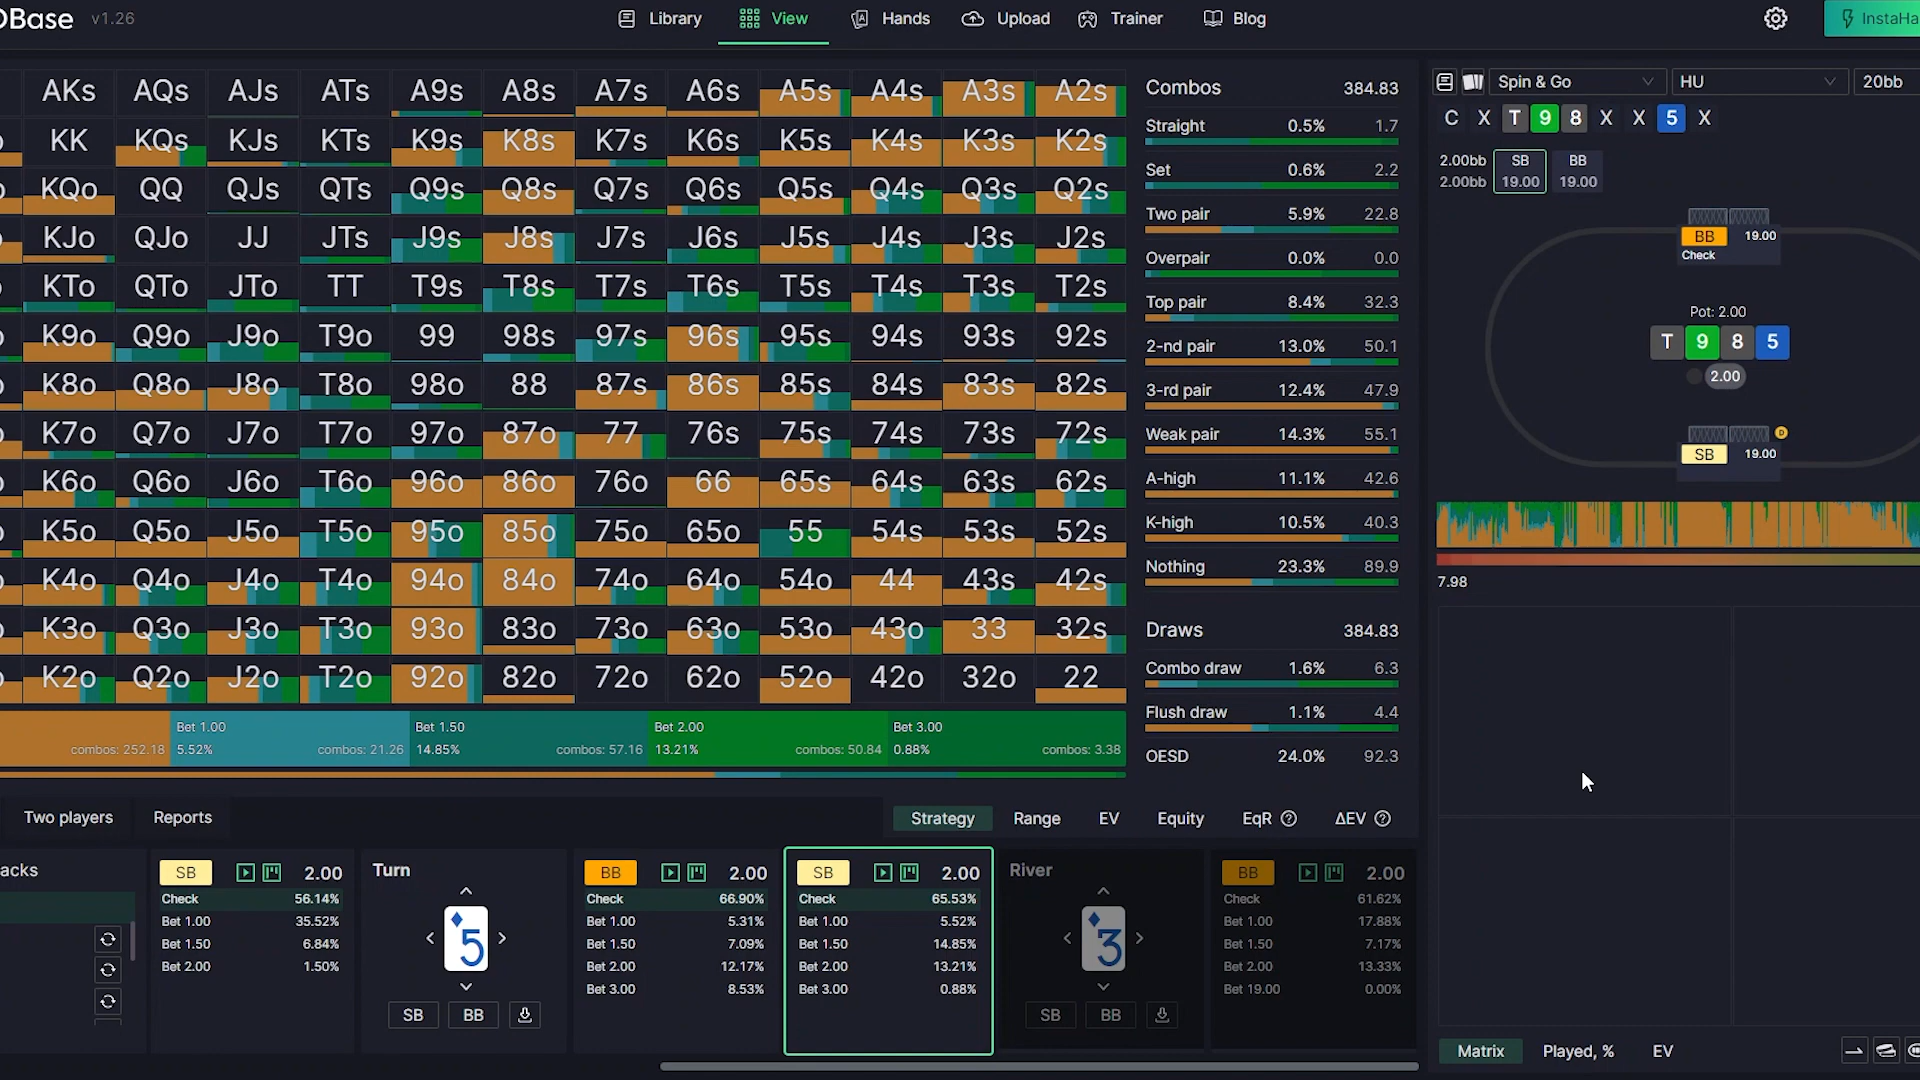 DBase v1.26 Library View Hands Upload Trainer Blog InstaHa
AKs AQs AJs ATs A9s A8s A7s A6s A5s A4s A3s A2s
KK KQs KJs KTs K9s K8s K7s K6s K5s K4s K3s K2s
KQo QQ QJs QTs Q9s Q8s Q7s Q6s Q5s Q4s Q3s Q2s
KJo QJo JJ JTs J9s J8s J7s J6s J5s J4s J3s J2s
KTo QTo JTo TT T9s T8s T7s T6s T5s T4s T3s T2s
K9o Q9o J9o T9o 99 98s 97s 96s 95s 94s 93s 92s
K8o Q8o J8o T8o 98o 88 87s 86s 85s 84s 83s 82s
K7o Q7o J7o T7o 97o 87o 77 76s 75s 74s 73s 72s
K6o Q6o J6o T6o 96o 86o 76o 66 65s 64s 63s 62s
K5o Q5o J5o T5o 95o 85o 75o 65o 55 54s 53s 52s
K4o Q4o J4o T4o 94o 84o 74o 64o 54o 44 43s 42s
K3o Q3o J3o T3o 93o 83o 73o 63o 53o 43o 33 32s
K2o Q2o J2o T2o 92o 82o 72o 62o 52o 42o 32o 22
Bet 1.00 Bet 1.50 Bet 2.00 Bet 3.00
combos: 252.18 5.52% combos: 21.26 14.85% combos: 57.16 13.21% combos: 50.84 0.88% combos: 3.38
Combos 384.83
Straight 0.5% 1.7
Set 0.6% 2.2
Two pair 5.9% 22.8
Overpair 0.0% 0.0
Top pair 8.4% 32.3
2-nd pair 13.0% 50.1
3-rd pair 12.4% 47.9
Weak pair 14.3% 55.1
A-high 11.1% 42.6
K-high 10.5% 40.3
Nothing 23.3% 89.9
Draws 384.83
Combo draw 1.6% 6.3
Flush draw 1.1% 4.4
OESD 24.0% 92.3
Spin & Go HU 20bb
C X T 9 8 X X 5 X
2.00bb SB BB
2.00bb 19.00 19.00
BB 19.00
Check
Pot: 2.00
T 9 8 5
2.00
D
SB 19.00
7.98
Two players Reports Strategy Range EV Equity EqR ? ΔEV ?
acks
SB 2.00
Check 56.14%
Bet 1.00 35.52%
Bet 1.50 6.84%
Bet 2.00 1.50%
Turn
5
SB BB
BB 2.00
Check 66.90%
Bet 1.00 5.31%
Bet 1.50 7.09%
Bet 2.00 12.17%
Bet 3.00 8.53%
SB 2.00
Check 65.53%
Bet 1.00 5.52%
Bet 1.50 14.85%
Bet 2.00 13.21%
Bet 3.00 0.88%
River
3
SB BB
BB 2.00
Check 61.62%
Bet 1.00 17.88%
Bet 1.50 7.17%
Bet 2.00 13.33%
Bet 19.00 0.00%
Matrix Played, % EV